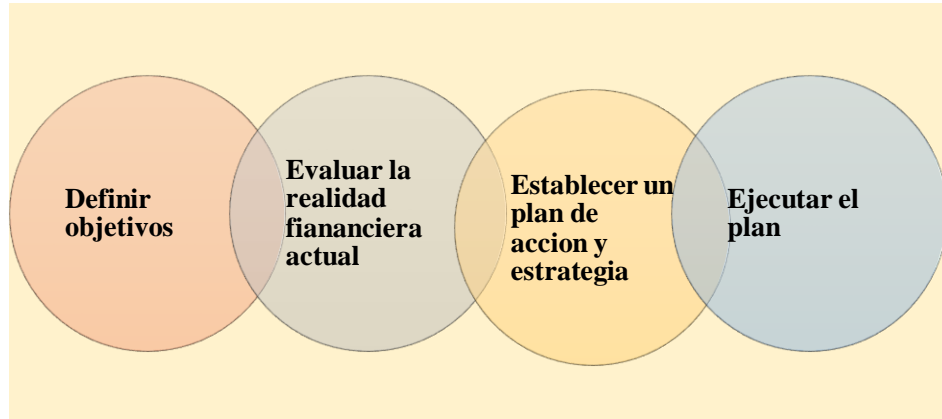 Definir
objetivos
Evaluar la
realidad
fiananciera
actual
Establecer un
plan de
accion y
estrategia
Ejecutar el
plan